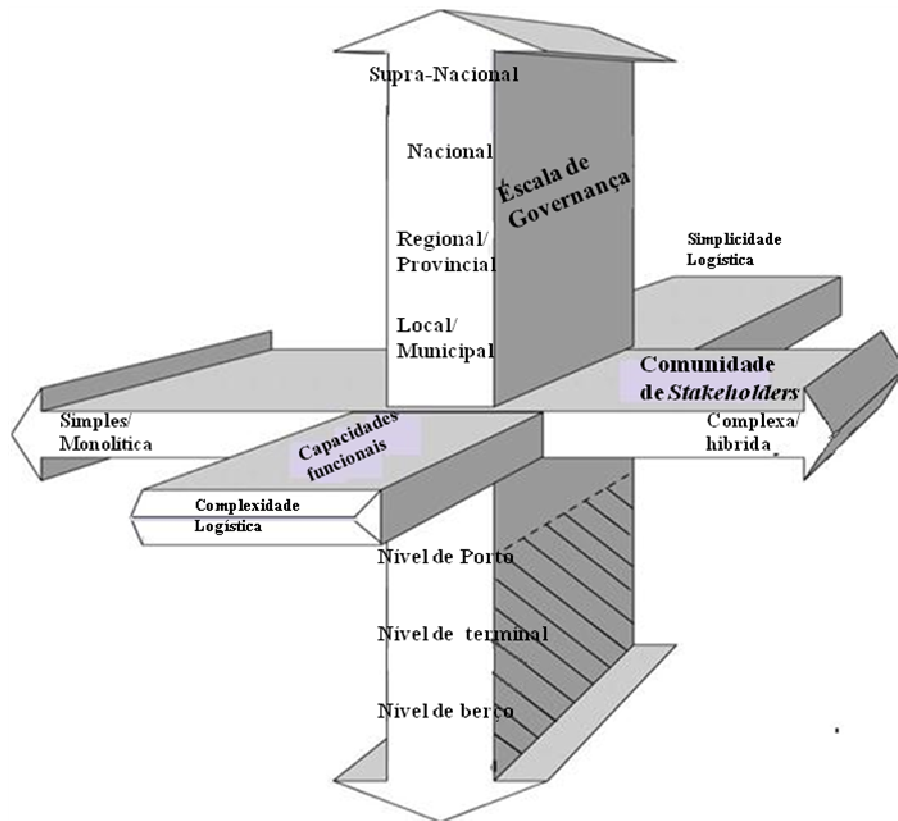 Supra-Nacional
Nacional
Éscala de
Governança
Regional/
Provincial
Simplicidade
Logística
Local/
Municipal
Comunidade
de Stakeholders
Simples/
Monolítica
Capacidades
funcionais
Complexa/
híbrida
Complexidade
Logística
Nível de Porto
Nível de terminal
Nível de berço